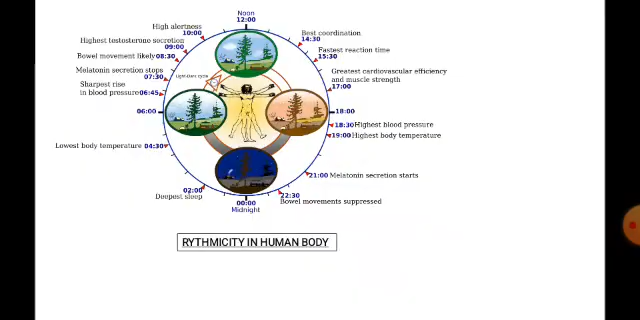 Noon
12:00
High alertness
10:00
Highest testosterone secretion
09:00
Bowel movement likely 08:30
Melatonin secretion stops
07:30
Sharpest rise
in blood pressure 06:45
06:00
Lowest body temperature 04:30
02:00
Deepest sleep
00:00
Midnight
Best coordination
14:30
Fastest reaction time
15:30
Greatest cardiovascular efficiency
and muscle strength
17:00
18:00
18:30 Highest blood pressure
19:00 Highest body temperature
21:00 Melatonin secretion starts
22:30
Bowel movements suppressed
RYTHMICITY IN HUMAN BODY